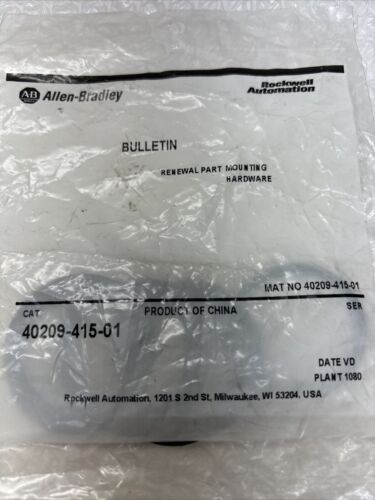 AB Allen-Bradley
Rockwell
Automation
BULLETIN
RENEWAL PART MOUNTING
HARDWARE
MAT NO 40209-415-01
CAT
PRODUCT OF CHINA
SER
40209-415-01
DATE VD
PLANT 1080
Rockwell Automation, 1201 S 2nd St, Milwaukee, WI 53204, USA